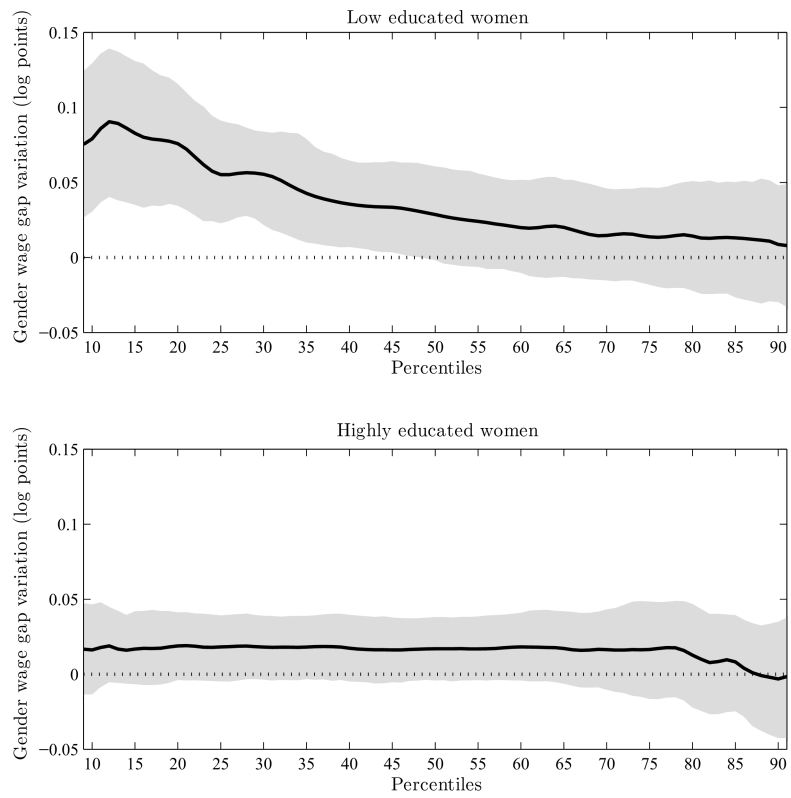 Low educated women
Gender wage gap variation (log points)
0.15
0.1
0.05
0
−0.05
10 15 20 25 30 35 40 45 50 55 60 65 70 75 80 85 90
Percentiles
Highly educated women
Gender wage gap variation (log points)
0.15
0.1
0.05
0
−0.05
10 15 20 25 30 35 40 45 50 55 60 65 70 75 80 85 90
Percentiles